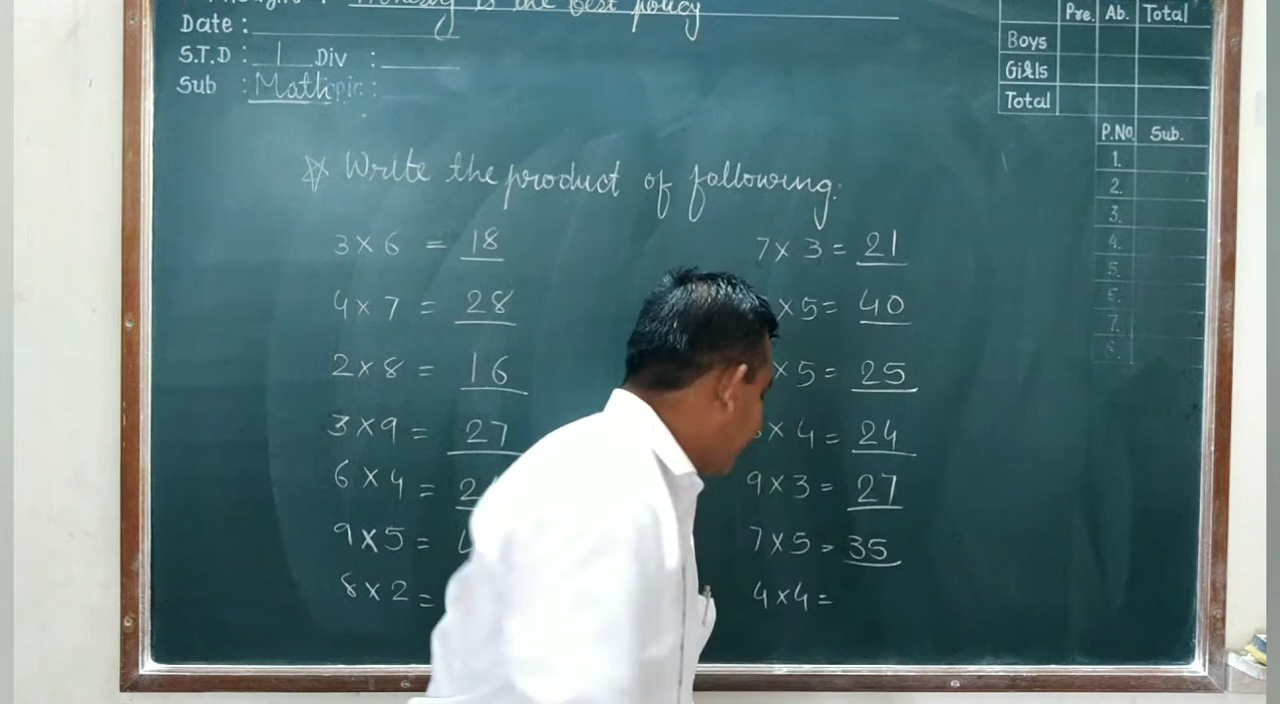 is the best policy
Date :
S.T.D : 1 Div :
Sub : Math
Pre. Ab. Total
Boys
Girls
Total
P.No. Sub.
1.
2.
3.
4.
5.
6.
7.
8.
☆ Write the product of following:
3 × 6 = 18
4 × 7 = 28
2 × 8 = 16
3 × 9 = 27
6 × 4 = 2
9 × 5 =
8 × 2 =
7 × 3 = 21
× 5 = 40
× 5 = 25
× 4 = 24
9 × 3 = 27
7 × 5 = 35
4 × 4 =